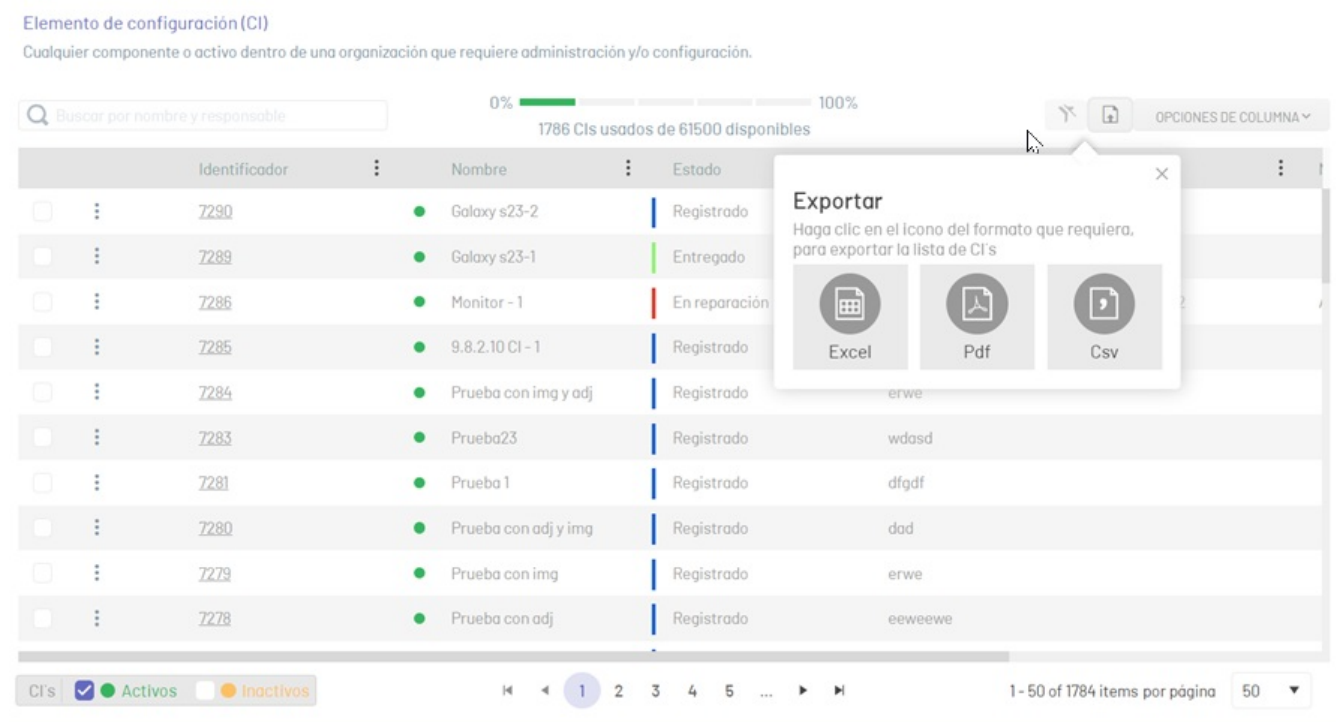 Elemento de configuración (CI)
Cualquier componente o activo dentro de una organización que requiere administración y/o configuración.
Buscar por nombre y responsable
0% 100%
1786 CIs usados de 61500 disponibles
OPCIONES DE COLUMNA
Identificador Nombre Estado
7290 Galaxy s23-2 Registrado
7289 Galaxy s23-1 Entregado
7286 Monitor - 1 En reparación 2
7285 9.8.2.10 CI - 1 Registrado
7284 Prueba con img y adj Registrado erwe
7283 Prueba23 Registrado wdasd
7281 Prueba 1 Registrado dfgdf
7280 Prueba con adj y img Registrado dad
7279 Prueba con img Registrado erwe
7278 Prueba con adj Registrado eeweewe
Exportar
Haga clic en el icono del formato que requiera,
para exportar la lista de CI's
Excel Pdf Csv
CI's Activos Inactivos
1 2 3 4 5 ...
1 - 50 of 1784 items por página 50